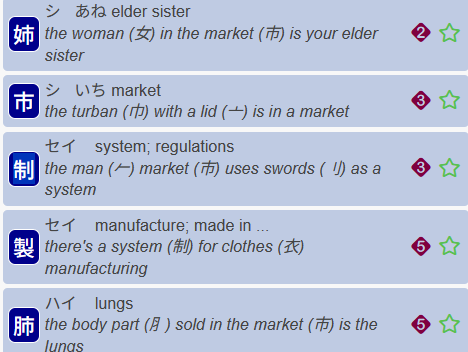 姉 シ あね elder sister 2
the woman (女) in the market (市) is your elder
sister
市 シ いち market 3
the turban (巾) with a lid (亠) is in a market
制 セイ system; regulations 3
the man (𠂉) market (市) uses swords (刂) as a
system
製 セイ manufacture; made in ... 5
there's a system (制) for clothes (衣)
manufacturing
肺 ハイ lungs 5
the body part (⺼) sold in the market (市) is the
lungs